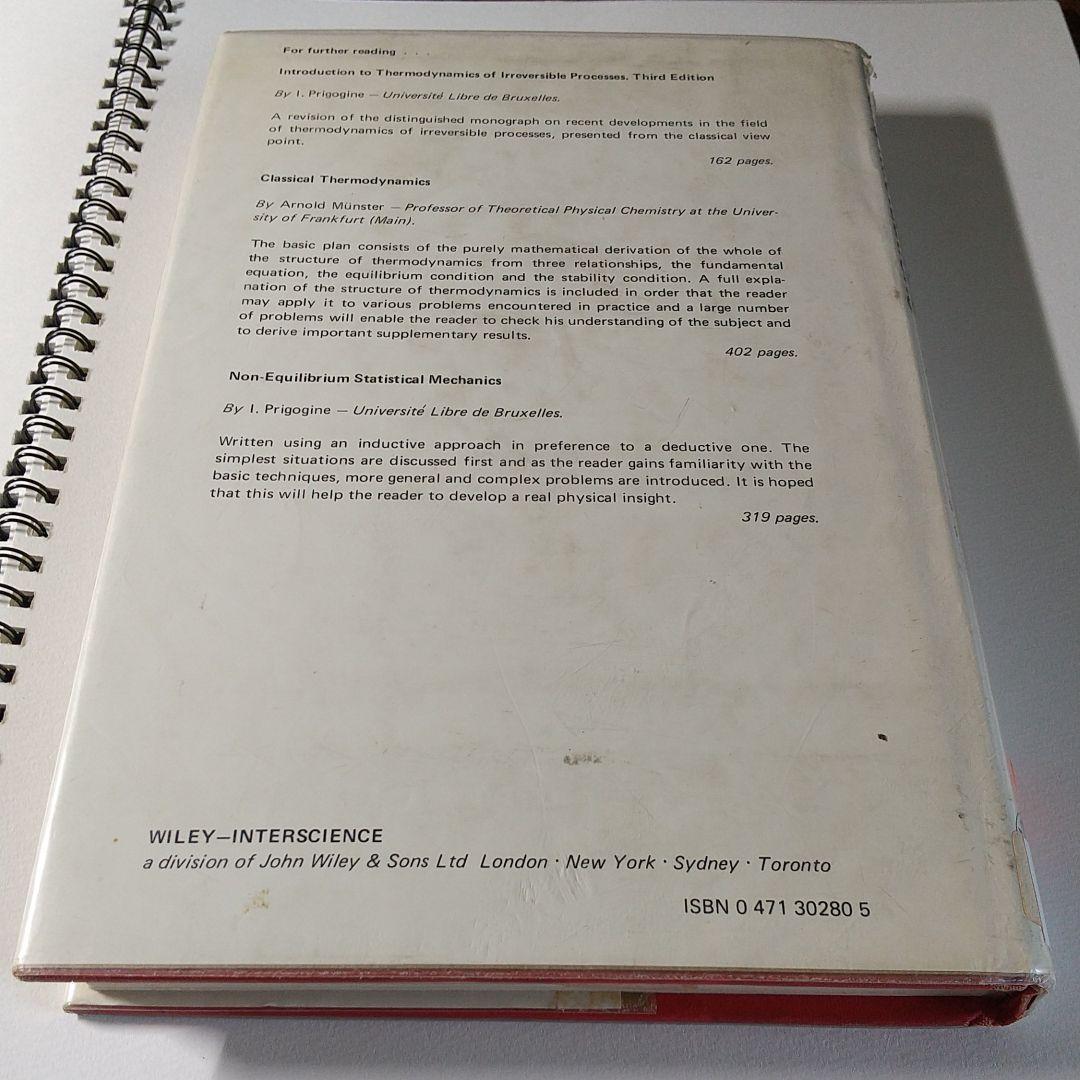 For further reading . . .
Introduction to Thermodynamics of Irreversible Processes. Third Edition
By I. Prigogine — Université Libre de Bruxelles.
A revision of the distinguished monograph on recent developments in the field
of thermodynamics of irreversible processes, presented from the classical view
point.
162 pages.
Classical Thermodynamics
By Arnold Münster — Professor of Theoretical Physical Chemistry at the Univer-
sity of Frankfurt (Main).
The basic plan consists of the purely mathematical derivation of the whole of
the structure of thermodynamics from three relationships, the fundamental
equation, the equilibrium condition and the stability condition. A full expla-
nation of the structure of thermodynamics is included in order that the reader
may apply it to various problems encountered in practice and a large number
of problems will enable the reader to check his understanding of the subject and
to derive important supplementary results.
402 pages.
Non-Equilibrium Statistical Mechanics
By I. Prigogine — Université Libre de Bruxelles.
Written using an inductive approach in preference to a deductive one. The
simplest situations are discussed first and as the reader gains familiarity with the
basic techniques, more general and complex problems are introduced. It is hoped
that this will help the reader to develop a real physical insight.
319 pages.
WILEY—INTERSCIENCE
a division of John Wiley & Sons Ltd London · New York · Sydney · Toronto
ISBN 0 471 30280 5